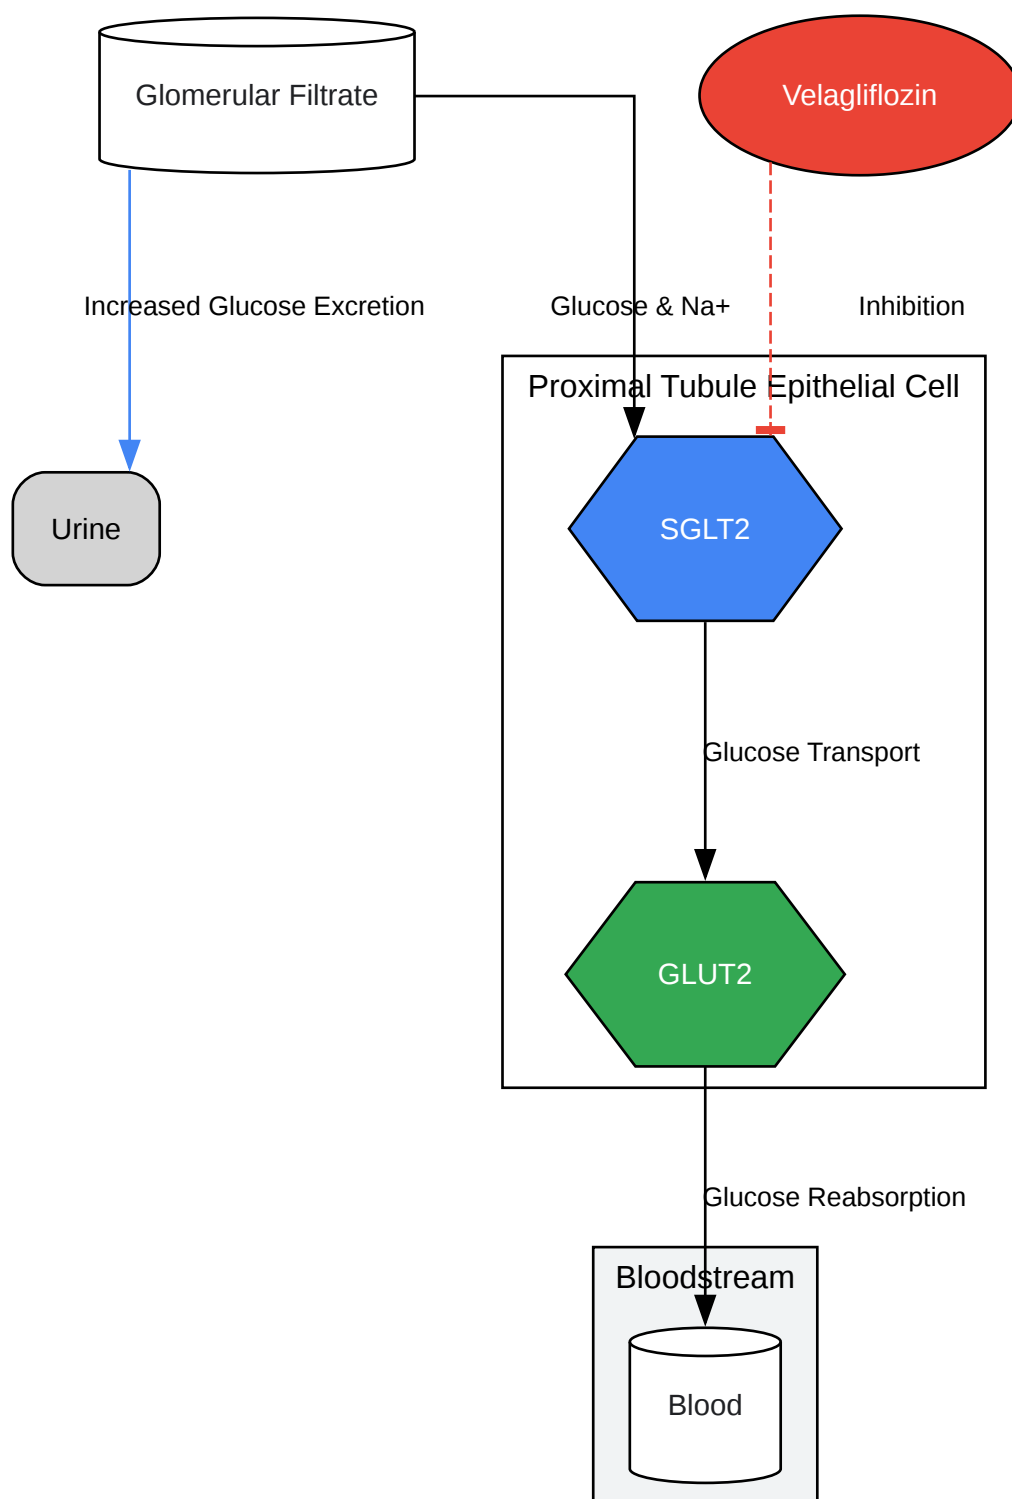 Glomerular Filtrate
Velagliflozin
Increased Glucose Excretion
Glucose & Na+
Inhibition
Proximal Tubule Epithelial Cell
Urine
SGLT2
Glucose Transport
GLUT2
Glucose Reabsorption
Bloodstream
Blood